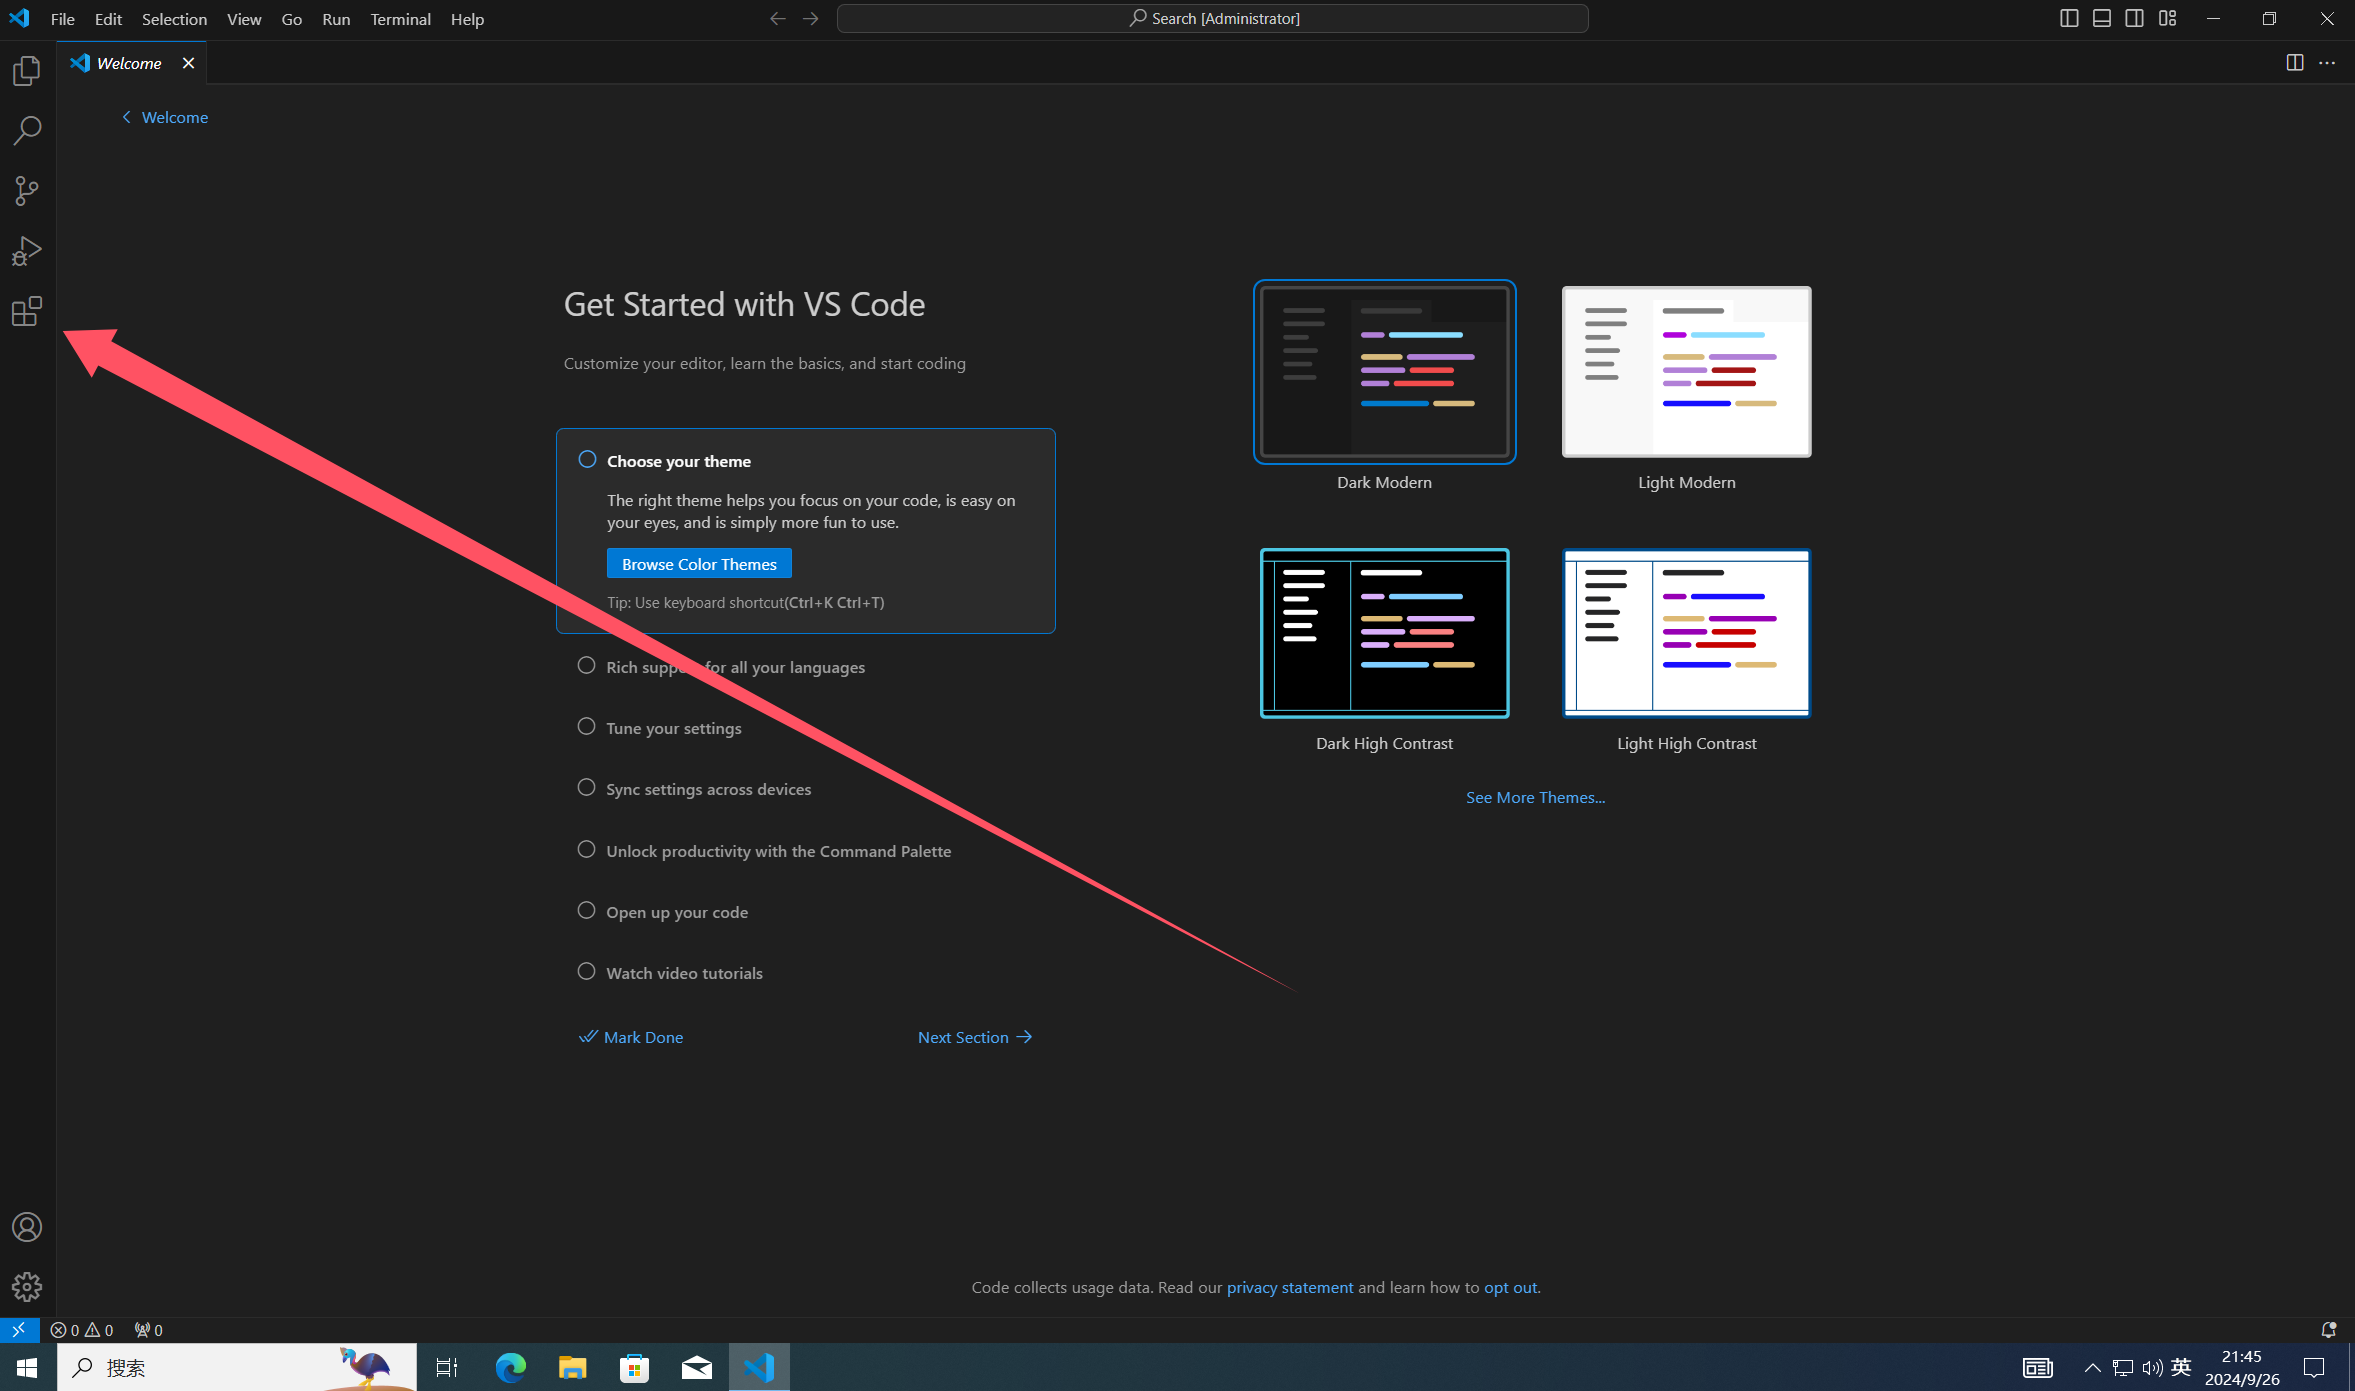 File Edit Selection View Go Run Terminal Help
Search [Administrator]
Welcome
Welcome
Get Started with VS Code
Customize your editor, learn the basics, and start coding
Choose your theme
The right theme helps you focus on your code, is easy on
your eyes, and is simply more fun to use.
Browse Color Themes
Tip: Use keyboard shortcut(Ctrl+K Ctrl+T)
Rich support for all your languages
Tune your settings
Sync settings across devices
Unlock productivity with the Command Palette
Open up your code
Watch video tutorials
Mark Done
Next Section
Dark Modern
Light Modern
Dark High Contrast
Light High Contrast
See More Themes...
Code collects usage data. Read our privacy statement and learn how to opt out.
0 0 0
搜索
英
21:45
2024/9/26